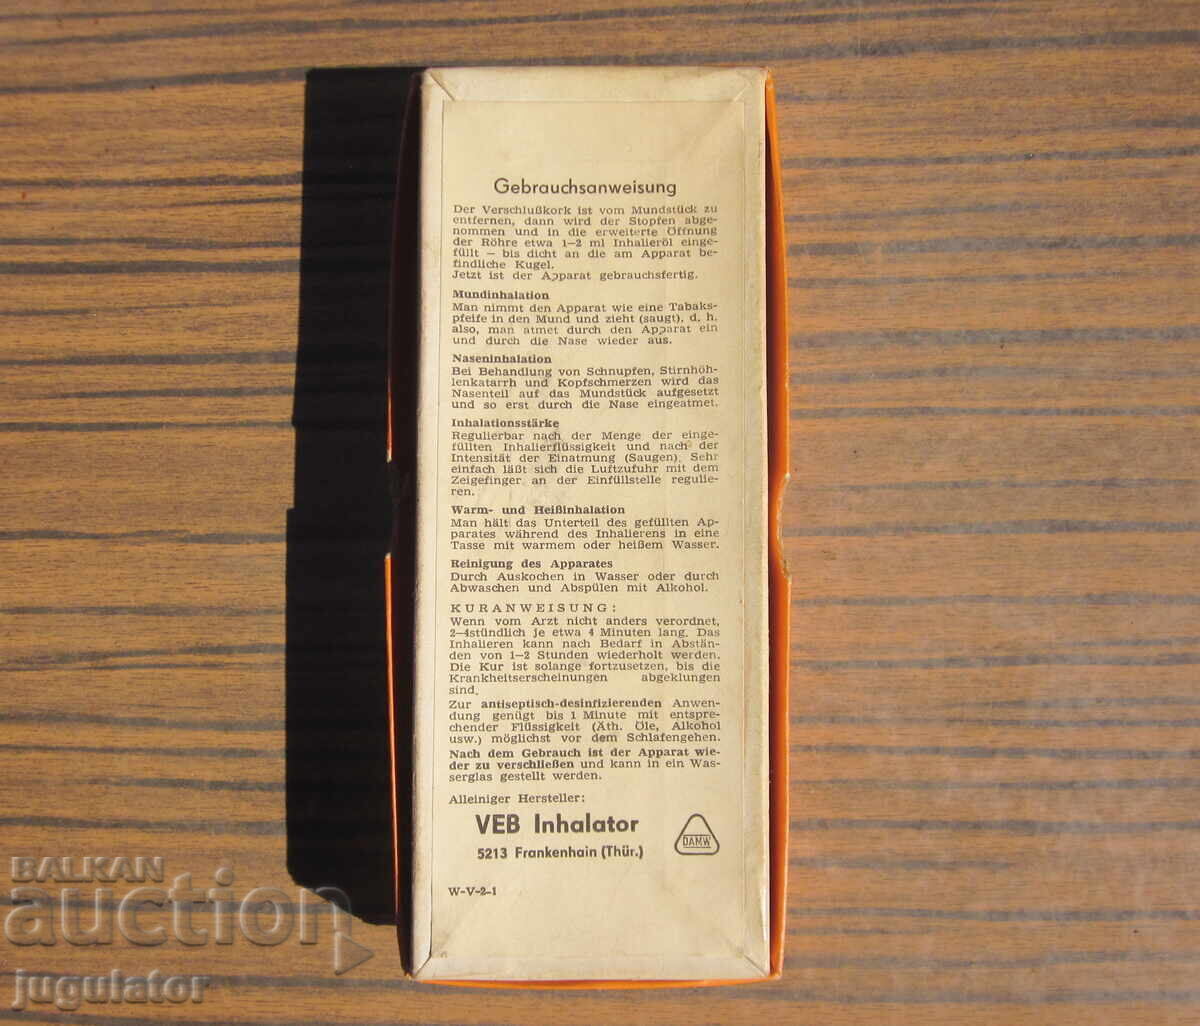 Gebrauchsanweisung
Der Verschlußkork ist vom Mundstück zu
entfernen, dann wird der Stopfen abge-
nommen und in die erweiterte Öffnung
der Röhre etwa 1–2 ml Inhalieröl einge-
füllt – bis dicht an die am Apparat be-
findliche Kugel.
Jetzt ist der Apparat gebrauchsfertig.
Mundinhalation
Man nimmt den Apparat wie eine Tabaks-
pfeife in den Mund und zieht (saugt), d. h.
also, man atmet durch den Apparat ein
und durch die Nase wieder aus.
Naseninhalation
Bei Behandlung von Schnupfen, Stirnhöh-
lenkatarrh und Kopfschmerzen wird das
Nasenteil auf das Mundstück aufgesetzt
und so erst durch die Nase eingeatmet.
Inhalationsstärke
Regulierbar nach der Menge der einge-
füllten Inhalierflüssigkeit und nach der
Intensität der Einatmung (Saugen). Sehr
einfach läßt sich die Luftzufuhr mit dem
Zeigefinger an der Einfüllstelle regulie-
ren.
Warm- und Heißinhalation
Man hält das Unterteil des gefüllten Ap-
parates während des Inhalierens in eine
Tasse mit warmem oder heißem Wasser.
Reinigung des Apparates
Durch Auskochen in Wasser oder durch
Abwaschen und Abspülen mit Alkohol.
KURANWEISUNG:
Wenn vom Arzt nicht anders verordnet,
2–4stündlich je etwa 4 Minuten lang. Das
Inhalieren kann nach Bedarf in Abstän-
den von 1–2 Stunden wiederholt werden.
Die Kur ist solange fortzusetzen, bis die
Krankheitserscheinungen abgeklungen
sind.
Zur antiseptisch-desinfizierenden Anwen-
dung genügt bis 1 Minute mit entspre-
chender Flüssigkeit (Äth. Öle, Alkohol
usw.) möglichst vor dem Schlafengehen.
Nach dem Gebrauch ist der Apparat wie-
der zu verschließen und kann in ein Was-
serglas gestellt werden.
Alleiniger Hersteller:
VEB Inhalator
5213 Frankenhain (Thür.)
DAMW
W-V-2-1
BALKAN
auction
jugulator